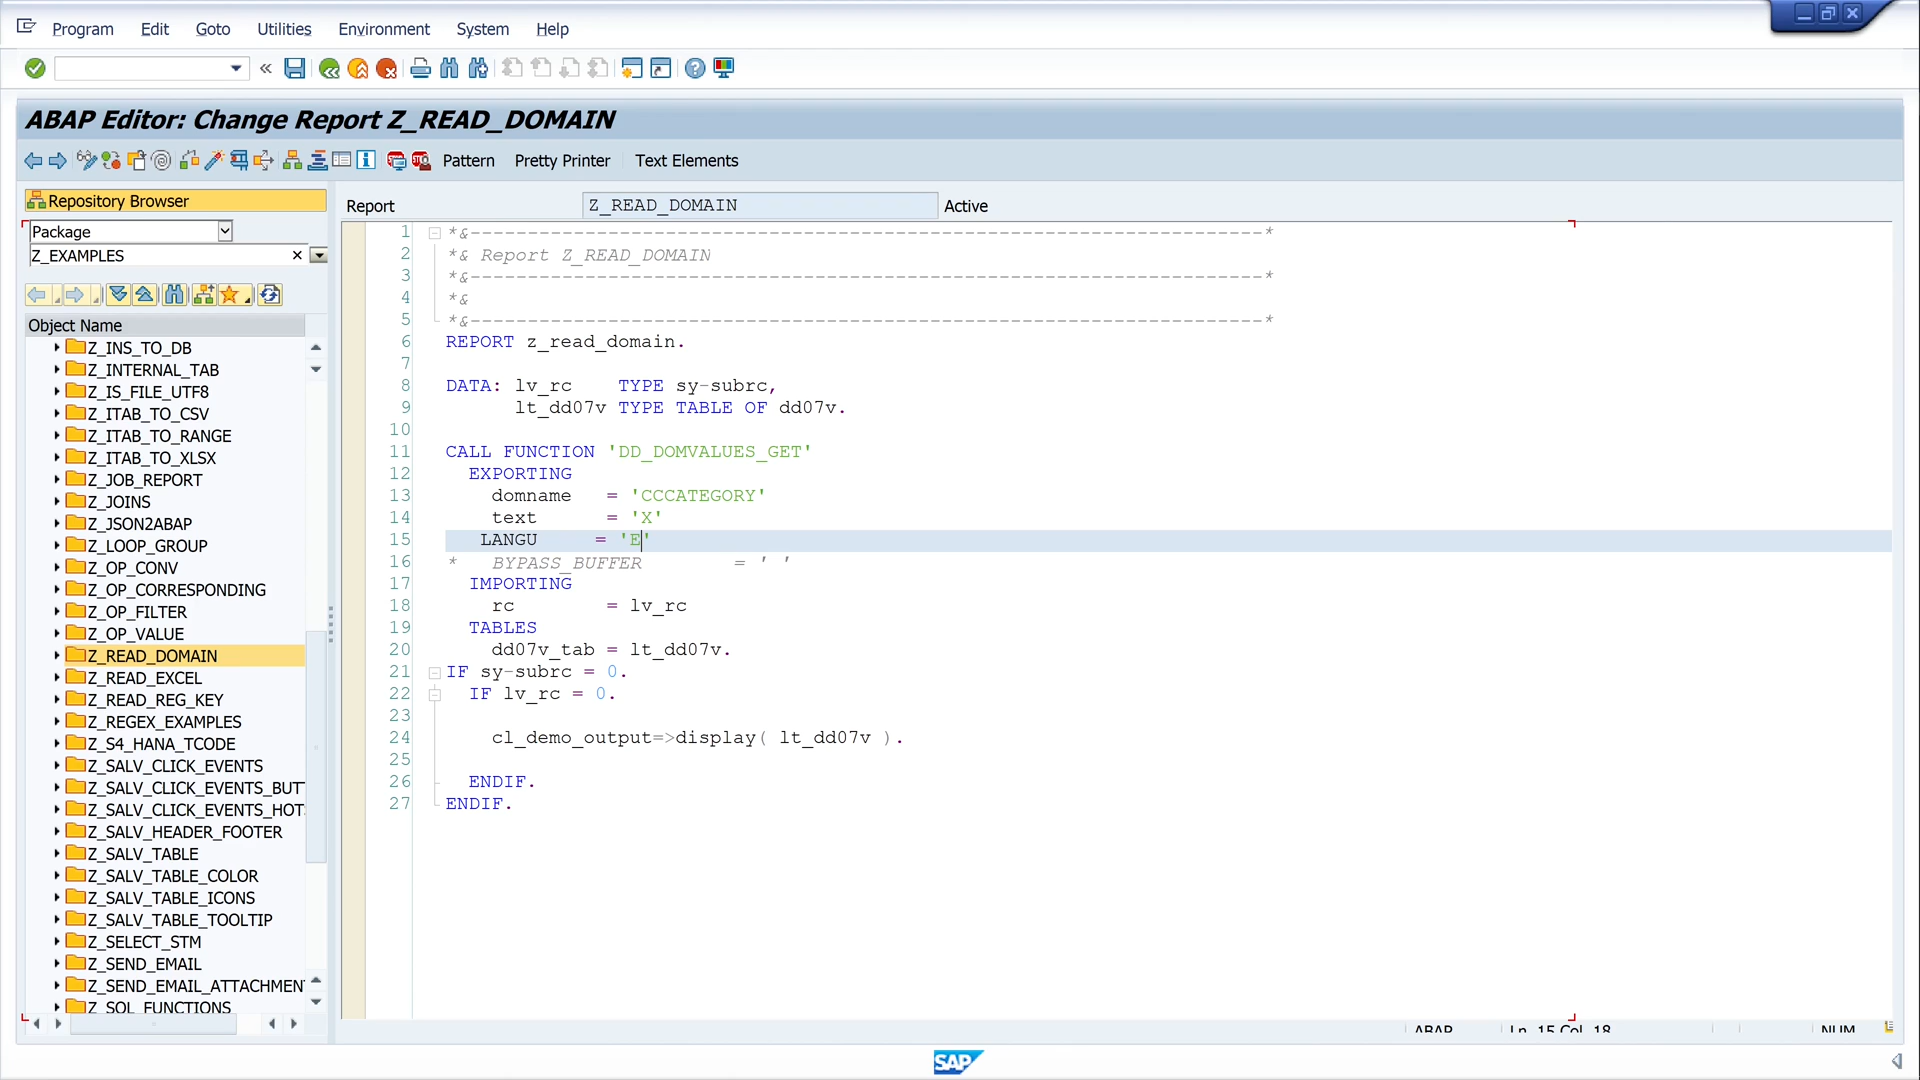 Program Edit Goto Utilities Environment System Help
ABAP Editor: Change Report Z_READ_DOMAIN
Pattern Pretty Printer Text Elements
Repository Browser
Package
Z_EXAMPLES
Object Name
Z_INS_TO_DB
Z_INTERNAL_TAB
Z_IS_FILE_UTF8
Z_ITAB_TO_CSV
Z_ITAB_TO_RANGE
Z_ITAB_TO_XLSX
Z_JOB_REPORT
Z_JOINS
Z_JSON2ABAP
Z_LOOP_GROUP
Z_OP_CONV
Z_OP_CORRESPONDING
Z_OP_FILTER
Z_OP_VALUE
Z_READ_DOMAIN
Z_READ_EXCEL
Z_READ_REG_KEY
Z_REGEX_EXAMPLES
Z_S4_HANA_TCODE
Z_SALV_CLICK_EVENTS
Z_SALV_CLICK_EVENTS_BUT
Z_SALV_CLICK_EVENTS_HOT
Z_SALV_HEADER_FOOTER
Z_SALV_TABLE
Z_SALV_TABLE_COLOR
Z_SALV_TABLE_ICONS
Z_SALV_TABLE_TOOLTIP
Z_SELECT_STM
Z_SEND_EMAIL
Z_SEND_EMAIL_ATTACHMEN
Z_SQL_FUNCTIONS
Report Z_READ_DOMAIN Active
1 *&---------------------------------------------------------------------*
2 *& Report Z_READ_DOMAIN
3 *&---------------------------------------------------------------------*
4 *&
5 *&---------------------------------------------------------------------*
6 REPORT z_read_domain.
7
8 DATA: lv_rc    TYPE sy-subrc,
9       lt_dd07v TYPE TABLE OF dd07v.
10
11 CALL FUNCTION 'DD_DOMVALUES_GET'
12   EXPORTING
13     domname   = 'CCCATEGORY'
14     text      = 'X'
15    LANGU     = 'E'
16 *   BYPASS_BUFFER        = ' '
17   IMPORTING
18     rc        = lv_rc
19   TABLES
20     dd07v_tab = lt_dd07v.
21 IF sy-subrc = 0.
22   IF lv_rc = 0.
23
24     cl_demo_output=>display( lt_dd07v ).
25
26   ENDIF.
27 ENDIF.
ABAP Ln 15 Col 18 NUM
SAP